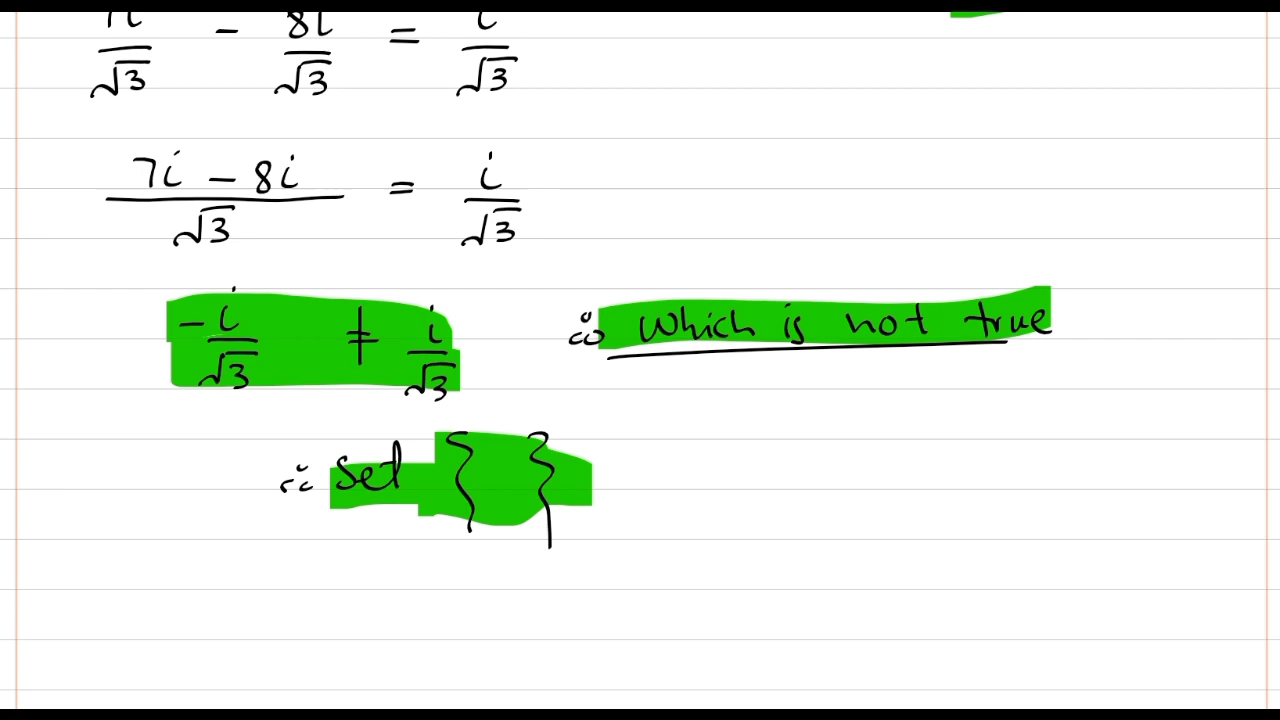 7i/√3 - 8i/√3 = i/√3
(7i - 8i)/√3 = i/√3
-i/√3 ≠ i/√3 ∴ which is not true
∴ set { }